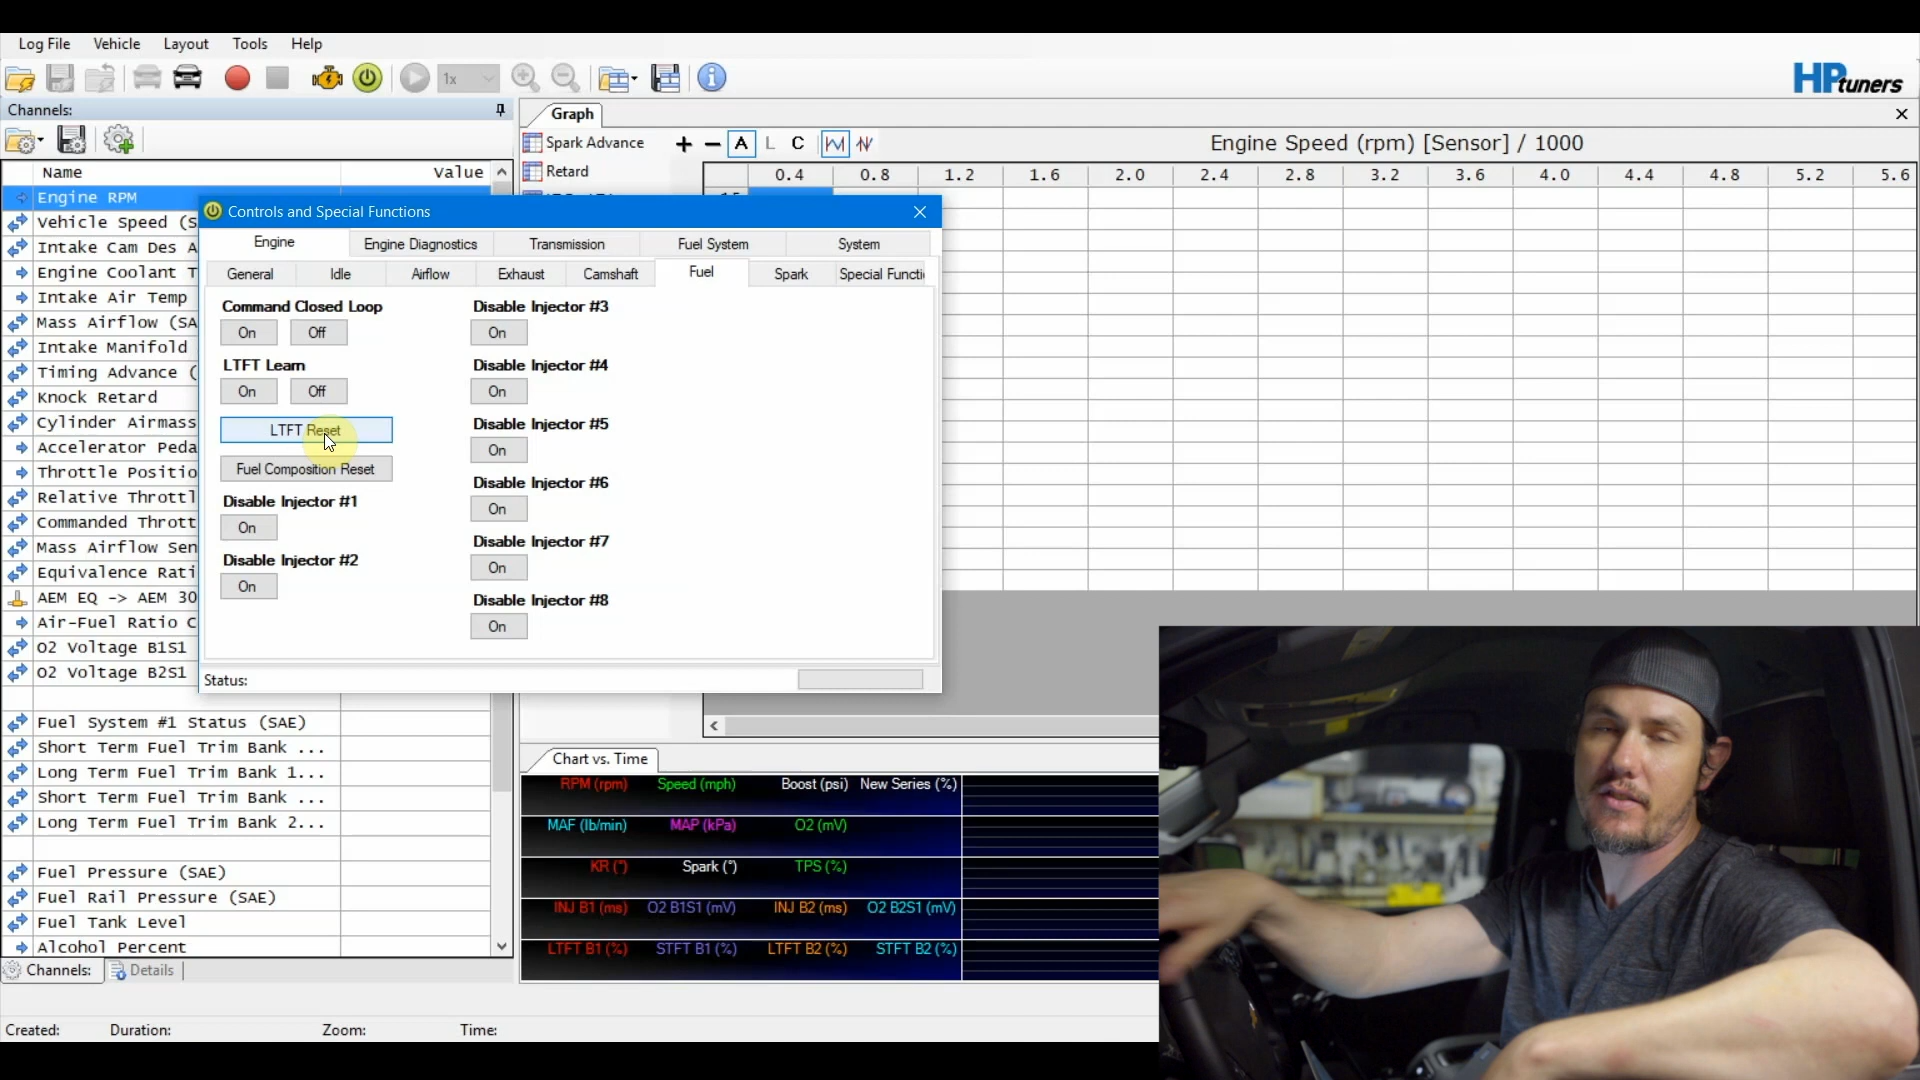 Log File Vehicle Layout Tools Help
1x
HPtuners
Channels:
Graph
Spark Advance
A L C
Engine Speed (rpm) [Sensor] / 1000
Retard
Name Value
0.4 0.8 1.2 1.6 2.0 2.4 2.8 3.2 3.6 4.0 4.4 4.8 5.2 5.6
Engine RPM
Vehicle Speed (S
Intake Cam Des A
Engine Coolant T
Intake Air Temp
Mass Airflow (SA
Intake Manifold
Timing Advance (
Knock Retard
Cylinder Airmass
Accelerator Peda
Throttle Positio
Relative Throttl
Commanded Thrott
Mass Airflow Sen
Equivalence Rati
AEM EQ -> AEM 30
Air-Fuel Ratio C
O2 Voltage B1S1
O2 Voltage B2S1
Fuel System #1 Status (SAE)
Short Term Fuel Trim Bank ...
Long Term Fuel Trim Bank 1...
Short Term Fuel Trim Bank ...
Long Term Fuel Trim Bank 2...
Fuel Pressure (SAE)
Fuel Rail Pressure (SAE)
Fuel Tank Level
Alcohol Percent
Channels: Details
Controls and Special Functions
Engine Engine Diagnostics Transmission Fuel System System
General Idle Airflow Exhaust Camshaft Fuel Spark Special Functi
Command Closed Loop
On Off
LTFT Learn
On Off
LTFT Reset
Fuel Composition Reset
Disable Injector #1
On
Disable Injector #2
On
Disable Injector #3
On
Disable Injector #4
On
Disable Injector #5
On
Disable Injector #6
On
Disable Injector #7
On
Disable Injector #8
On
Status:
Chart vs. Time
RPM (rpm) Speed (mph) Boost (psi) New Series (%)
MAF (lb/min) MAP (kPa) O2 (mV)
KR (°) Spark (°) TPS (%)
INJ B1 (ms) O2 B1S1 (mV) INJ B2 (ms) O2 B2S1 (mV)
LTFT B1 (%) STFT B1 (%) LTFT B2 (%) STFT B2 (%)
Created: Duration: Zoom: Time: